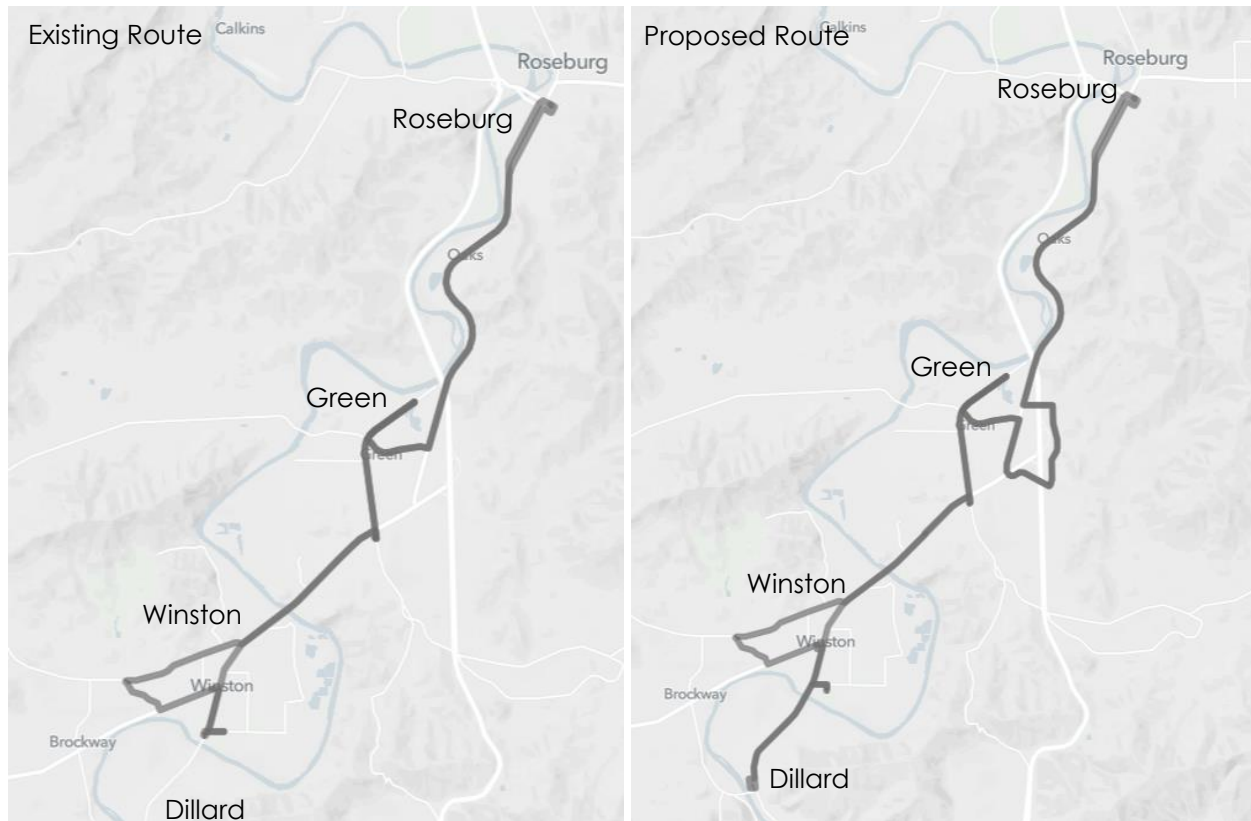 Existing Route
Calkins
Roseburg
Roseburg
Oaks
Green
Green
Winston
Winston
Brockway
Dillard
Proposed Route
Calkins
Roseburg
Roseburg
Oaks
Green
Green
Winston
Winston
Brockway
Dillard